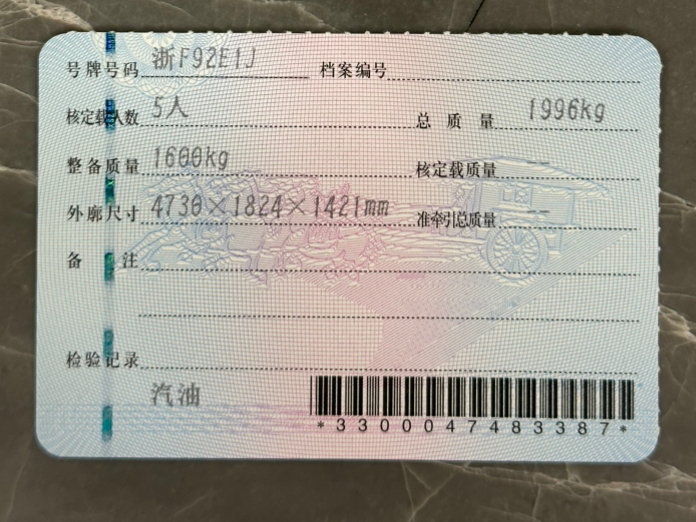 号牌号码 浙F92E1J 档案编号
核定载人数 5人 总质量 1996kg
整备质量 1600kg 核定载质量 --
外廓尺寸 4730×1824×1421mm 准牵引总质量 --
备注
检验记录
汽油
*3300047483387*